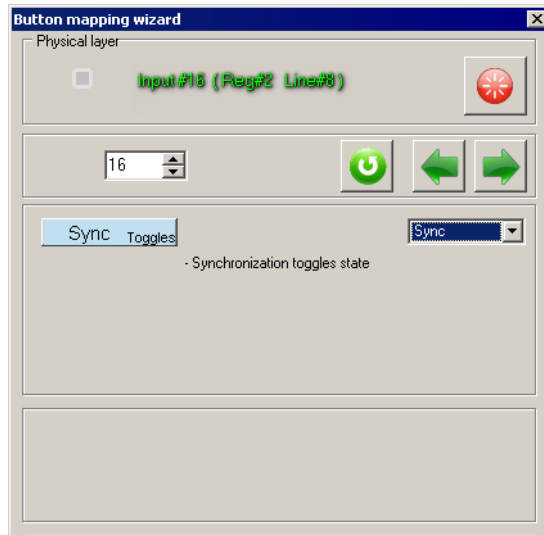 Button mapping wizard
Physical layer
Input #16 (Reg#2 Line#8)
16
Sync Toggles
Sync
- Synchronization toggles state